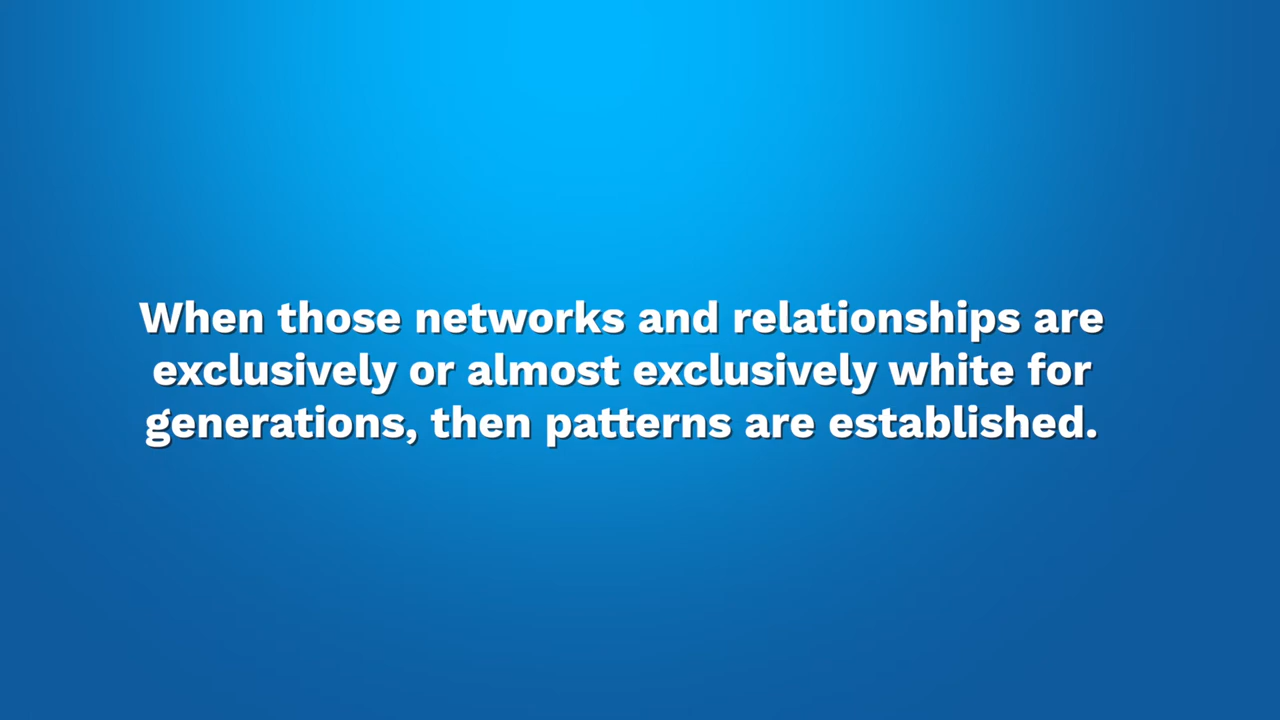 When those networks and relationships are
exclusively or almost exclusively white for
generations, then patterns are established.